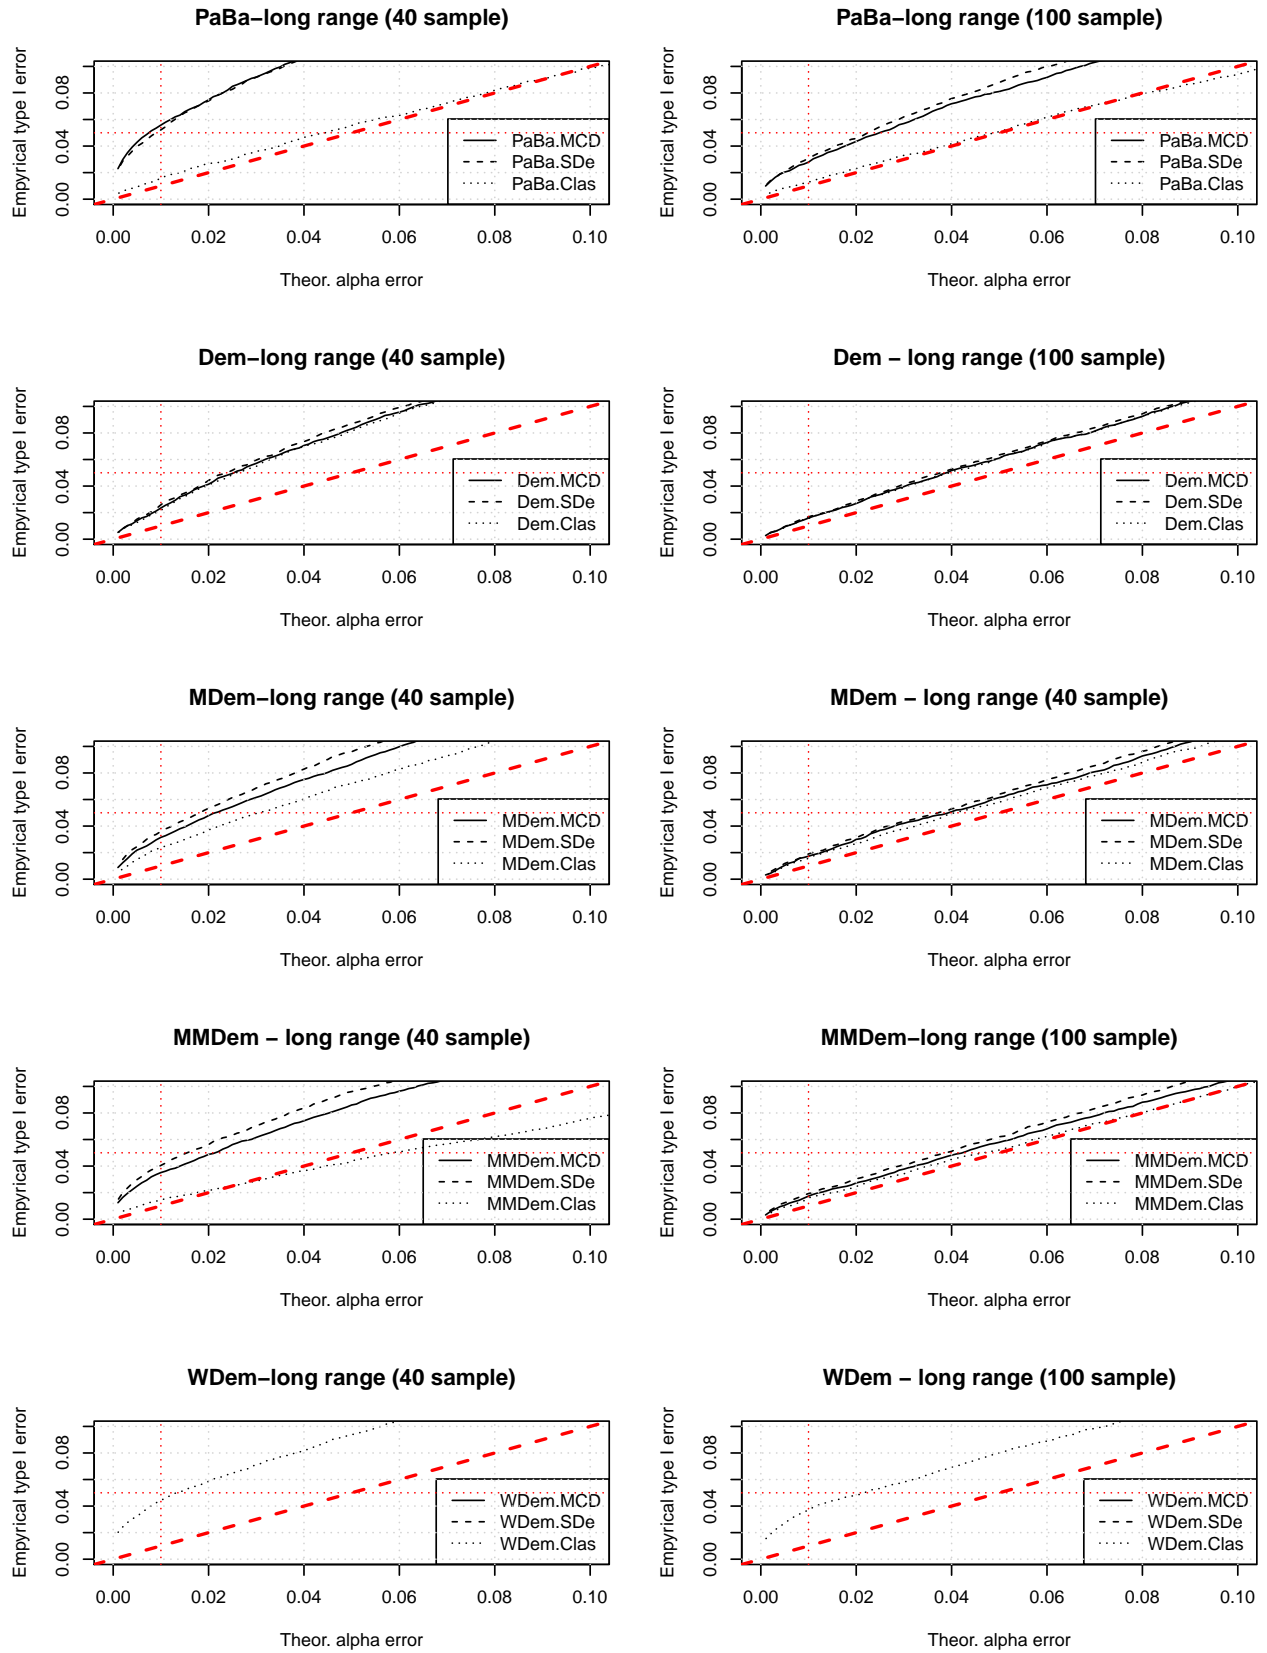 PaBa−long range (40 sample)
Empyrical type I error
0.00 0.04 0.08
PaBa.MCD
PaBa.SDe
PaBa.Clas
0.00 0.02 0.04 0.06 0.08 0.10
Theor. alpha error
PaBa−long range (100 sample)
Empyrical type I error
0.00 0.04 0.08
PaBa.MCD
PaBa.SDe
PaBa.Clas
0.00 0.02 0.04 0.06 0.08 0.10
Theor. alpha error
Dem−long range (40 sample)
Empyrical type I error
0.00 0.04 0.08
Dem.MCD
Dem.SDe
Dem.Clas
0.00 0.02 0.04 0.06 0.08 0.10
Theor. alpha error
Dem − long range (100 sample)
Empyrical type I error
0.00 0.04 0.08
Dem.MCD
Dem.SDe
Dem.Clas
0.00 0.02 0.04 0.06 0.08 0.10
Theor. alpha error
MDem−long range (40 sample)
Empyrical type I error
0.00 0.04 0.08
MDem.MCD
MDem.SDe
MDem.Clas
0.00 0.02 0.04 0.06 0.08 0.10
Theor. alpha error
MDem − long range (40 sample)
Empyrical type I error
0.00 0.04 0.08
MDem.MCD
MDem.SDe
MDem.Clas
0.00 0.02 0.04 0.06 0.08 0.10
Theor. alpha error
MMDem − long range (40 sample)
Empyrical type I error
0.00 0.04 0.08
MMDem.MCD
MMDem.SDe
MMDem.Clas
0.00 0.02 0.04 0.06 0.08 0.10
Theor. alpha error
MMDem−long range (100 sample)
Empyrical type I error
0.00 0.04 0.08
MMDem.MCD
MMDem.SDe
MMDem.Clas
0.00 0.02 0.04 0.06 0.08 0.10
Theor. alpha error
WDem−long range (40 sample)
Empyrical type I error
0.00 0.04 0.08
WDem.MCD
WDem.SDe
WDem.Clas
0.00 0.02 0.04 0.06 0.08 0.10
Theor. alpha error
WDem − long range (100 sample)
Empyrical type I error
0.00 0.04 0.08
WDem.MCD
WDem.SDe
WDem.Clas
0.00 0.02 0.04 0.06 0.08 0.10
Theor. alpha error